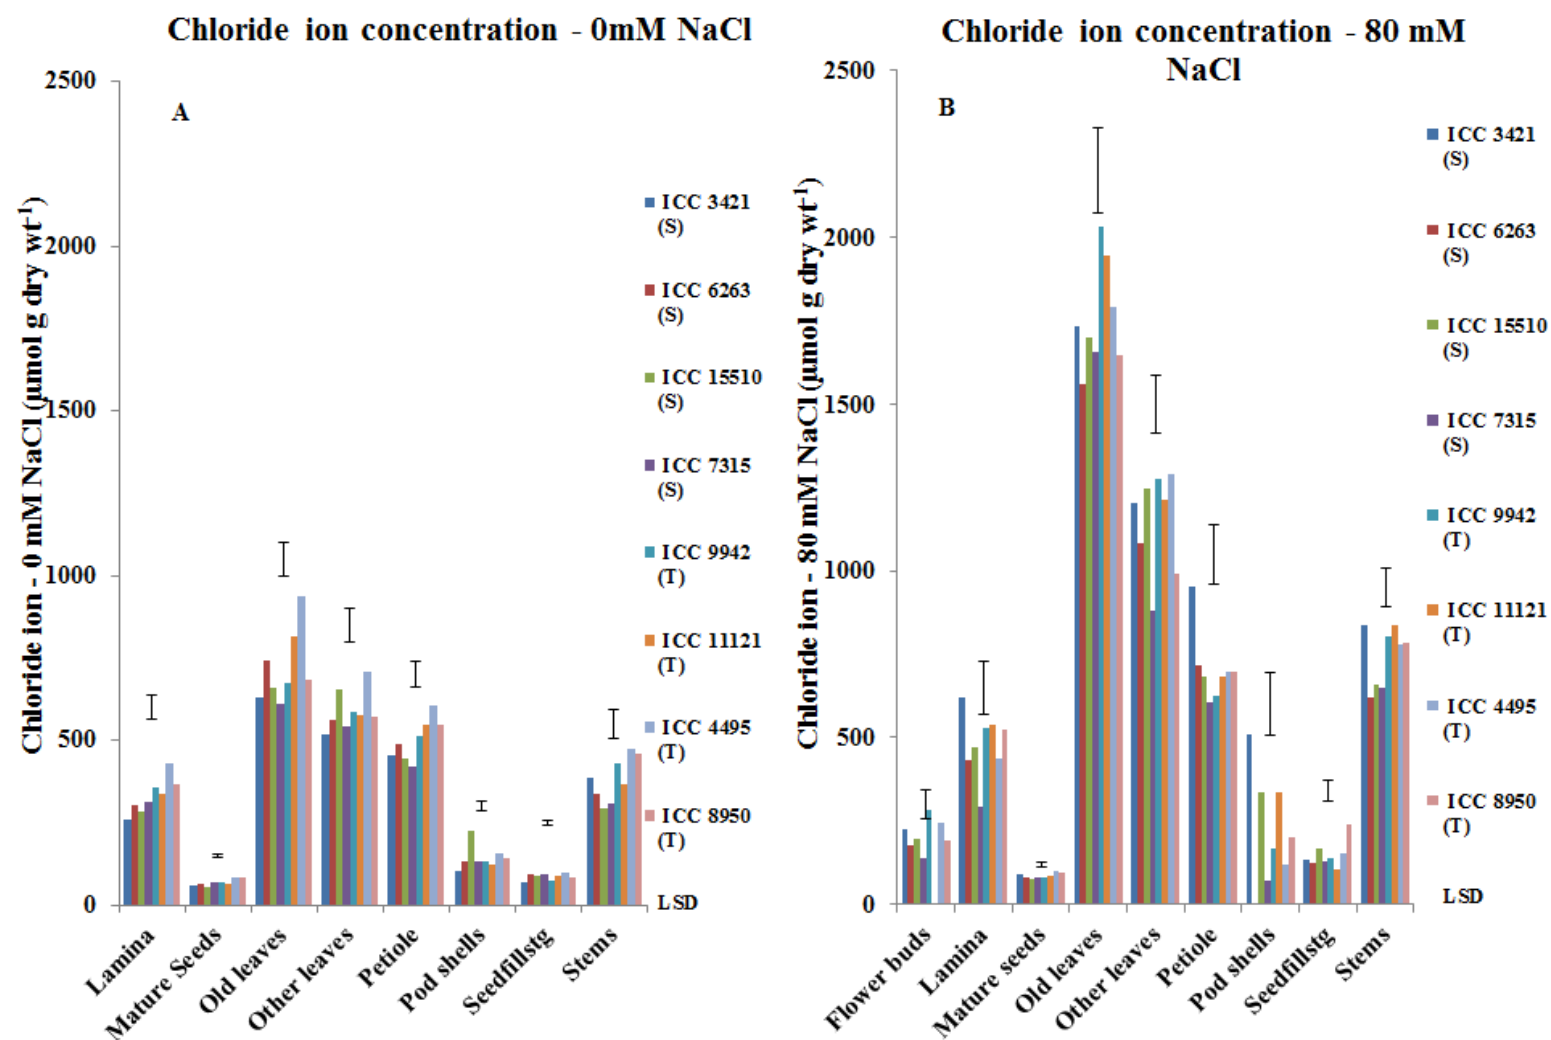 Chloride ion concentration - 0mM NaCl
A
Chloride ion - 0 mM NaCl (µmol g dry wt⁻¹)
2500
2000
1500
1000
500
0
Lamina
Mature Seeds
Old leaves
Other leaves
Petiole
Pod shells
Seedfillstg
Stems
ICC 3421
(S)
ICC 6263
(S)
ICC 15510
(S)
ICC 7315
(S)
ICC 9942
(T)
ICC 11121
(T)
ICC 4495
(T)
ICC 8950
(T)
LSD
Chloride ion concentration - 80 mM
NaCl
B
Chloride ion - 80 mM NaCl (µmol g dry wt⁻¹)
2500
2000
1500
1000
500
0
Flower buds
Lamina
Mature seeds
Old leaves
Other leaves
Petiole
Pod shells
Seedfillstg
Stems
ICC 3421
(S)
ICC 6263
(S)
ICC 15510
(S)
ICC 7315
(S)
ICC 9942
(T)
ICC 11121
(T)
ICC 4495
(T)
ICC 8950
(T)
LSD